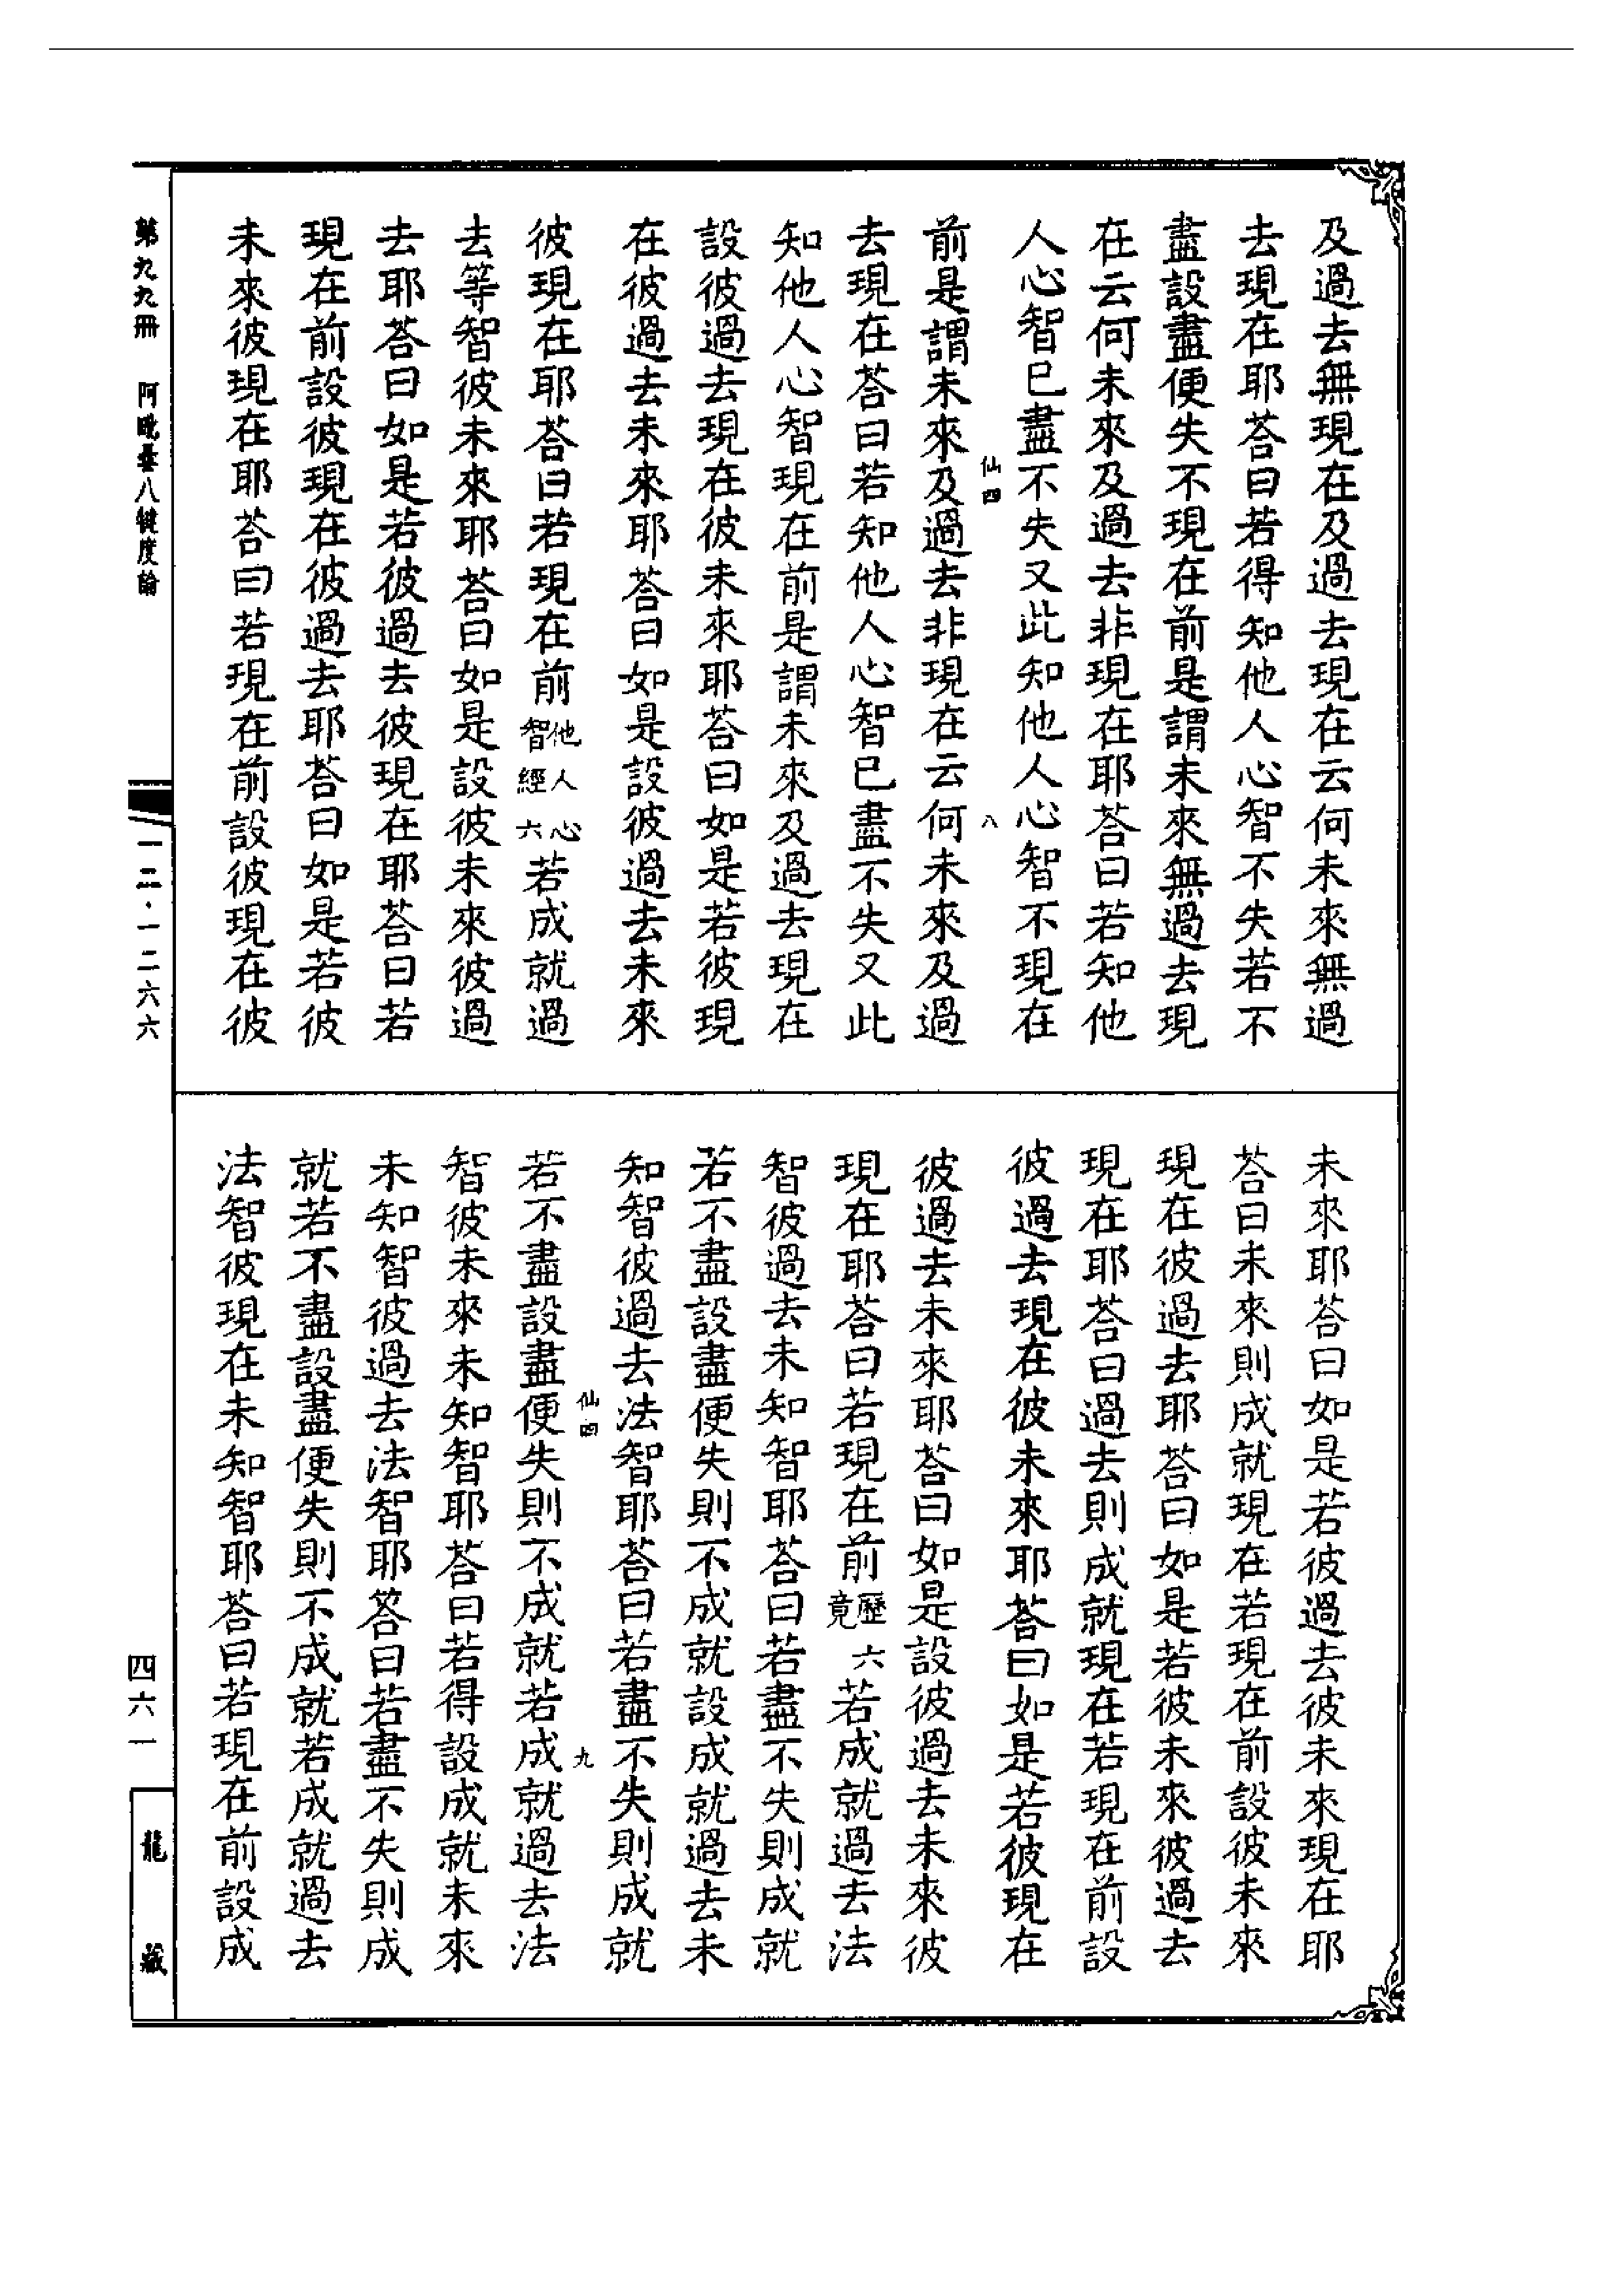 及過去無現在及過去現在云何未來無過
去現在耶荅曰若得知他人心智不失若不
盡設盡便失不現在前是謂未來無過去現
在云何未來及過去非現在耶荅曰若知他
人心智已盡不失又此知他人心智不現在
仙四 八
前是謂未來及過去非現在云何未來及過
去現在荅曰若知他人心智已盡不失又此
知他人心智現在前是謂未來及過去現在
設彼過去現在彼未來耶荅曰如是若彼現
在彼過去未來耶荅曰如是設彼過去未來
彼現在耶荅曰若現在前他人心智經六若成就過
去等智彼未來耶荅曰如是設彼未來彼過
去耶荅曰如是若彼過去彼現在耶荅曰若
現在前設彼現在彼過去耶荅曰如是若彼
未來彼現在耶荅曰若現在前設彼現在彼
未來耶荅曰如是若彼過去彼未來現在耶
荅曰未來則成就現在若現在前設彼未來
現在彼過去耶荅曰如是若彼未來彼過去
現在耶荅曰過去則成就現在若現在前設
彼過去現在彼未來耶荅曰如是若彼現在
彼過去未來耶荅曰如是設彼過去未來彼
現在耶荅曰若現在前歷六竟若成就過去法
智彼過去未知智耶荅曰若盡不失則成就
若不盡設盡便失則不成就設成就過去未
知智彼過去法智耶荅曰若盡不失則成就
仙四 九
若不盡設盡便失則不成就若成就過去法
智彼未來未知智耶荅曰若得設成就未來
未知智彼過去法智耶答曰若盡不失則成
就若不盡設盡便失則不成就若成就過去
法智彼現在未知智耶荅曰若現在前設成
第九九冊 阿毗曇八犍度論
一二二·一二六六
四六一
龍藏